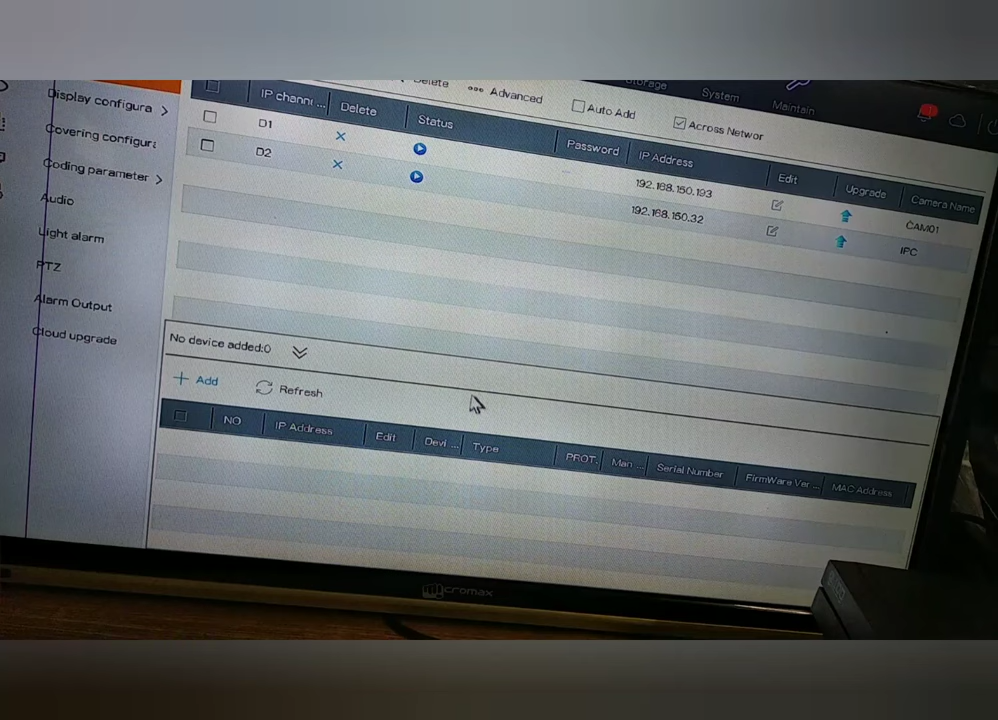 Storage System Maintain
Delete Advanced Auto Add Across Networ
IP channi... Delete Status Password IP Address Edit Upgrade Camera Name
D1 192.168.150.193 CAM01
D2 192.168.150.32 IPC
Display configura
Covering configura
Coding parameter
Audio
Light alarm
PTZ
Alarm Output
Cloud upgrade
No device added:0
Add Refresh
NO IP Address Edit Devi... Type PROT: Man... Serial Number FirmWare Ver... MAC Address
micromax